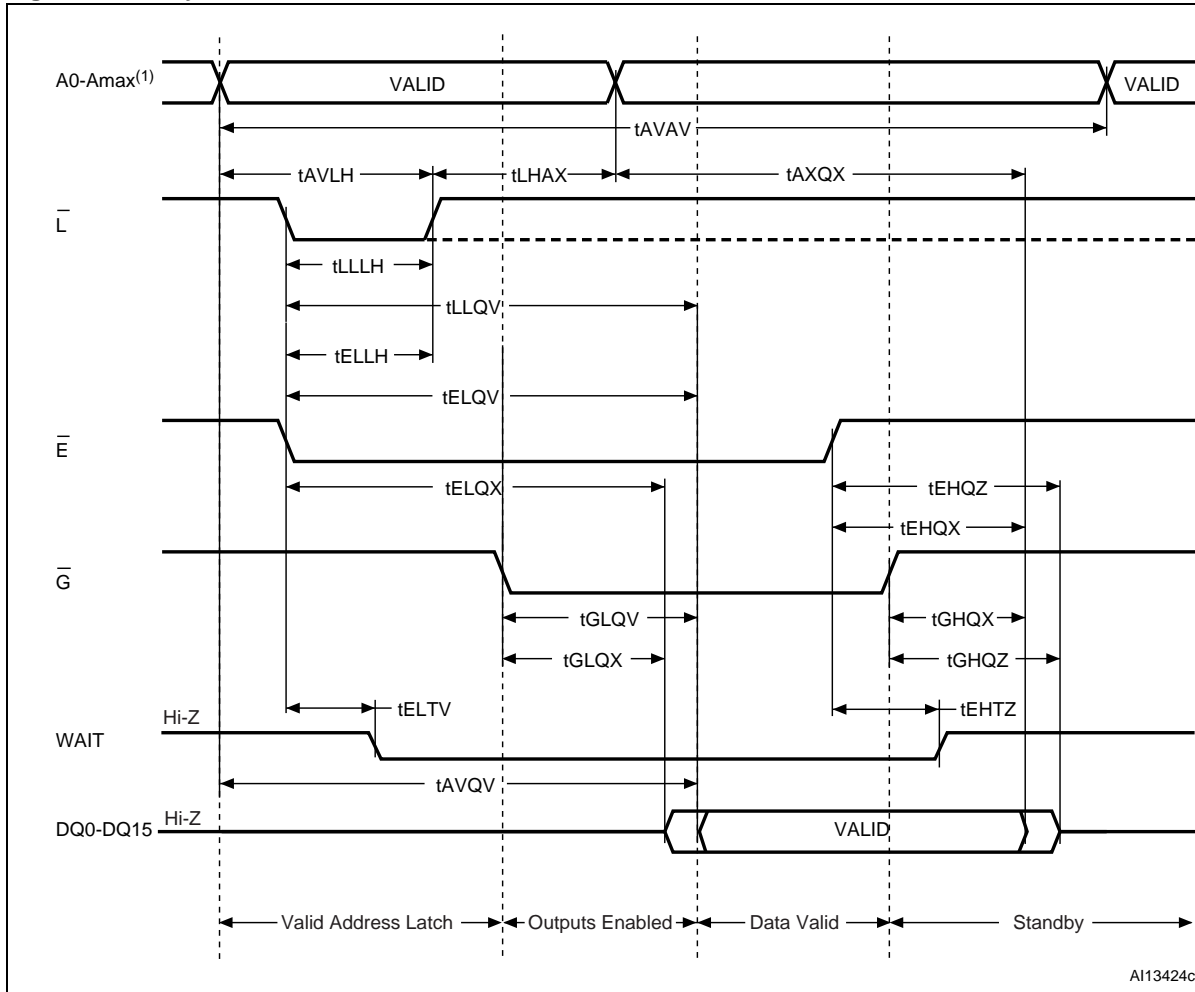 A0-Amax(1)
VALID
VALID
tAVAV
tAVLH
tLHAX
tAXQX
L
tLLLH
tLLQV
tELLH
tELQV
E
tELQX
tEHQZ
tEHQX
G
tGLQV
tGHQX
tGLQX
tGHQZ
tELTV
tEHTZ
Hi-Z
WAIT
tAVQV
DQ0-DQ15
Hi-Z
VALID
Valid Address Latch
Outputs Enabled
Data Valid
Standby
AI13424c